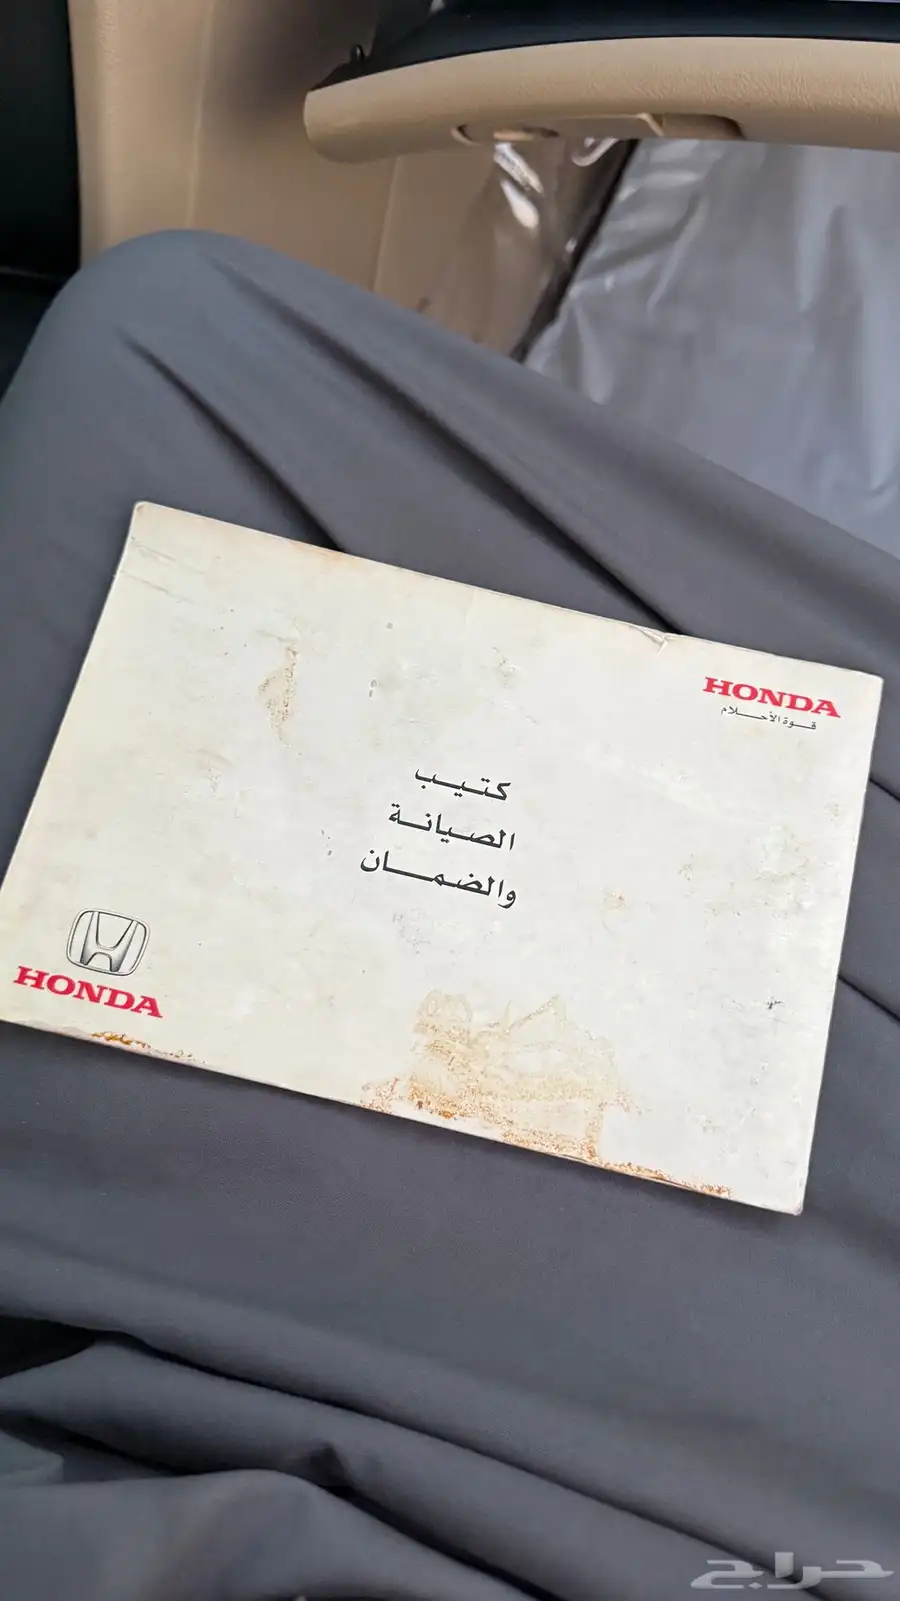 HONDA
قوة الأحلام
كتيب
الصيانة
والضمان
HONDA
حراج